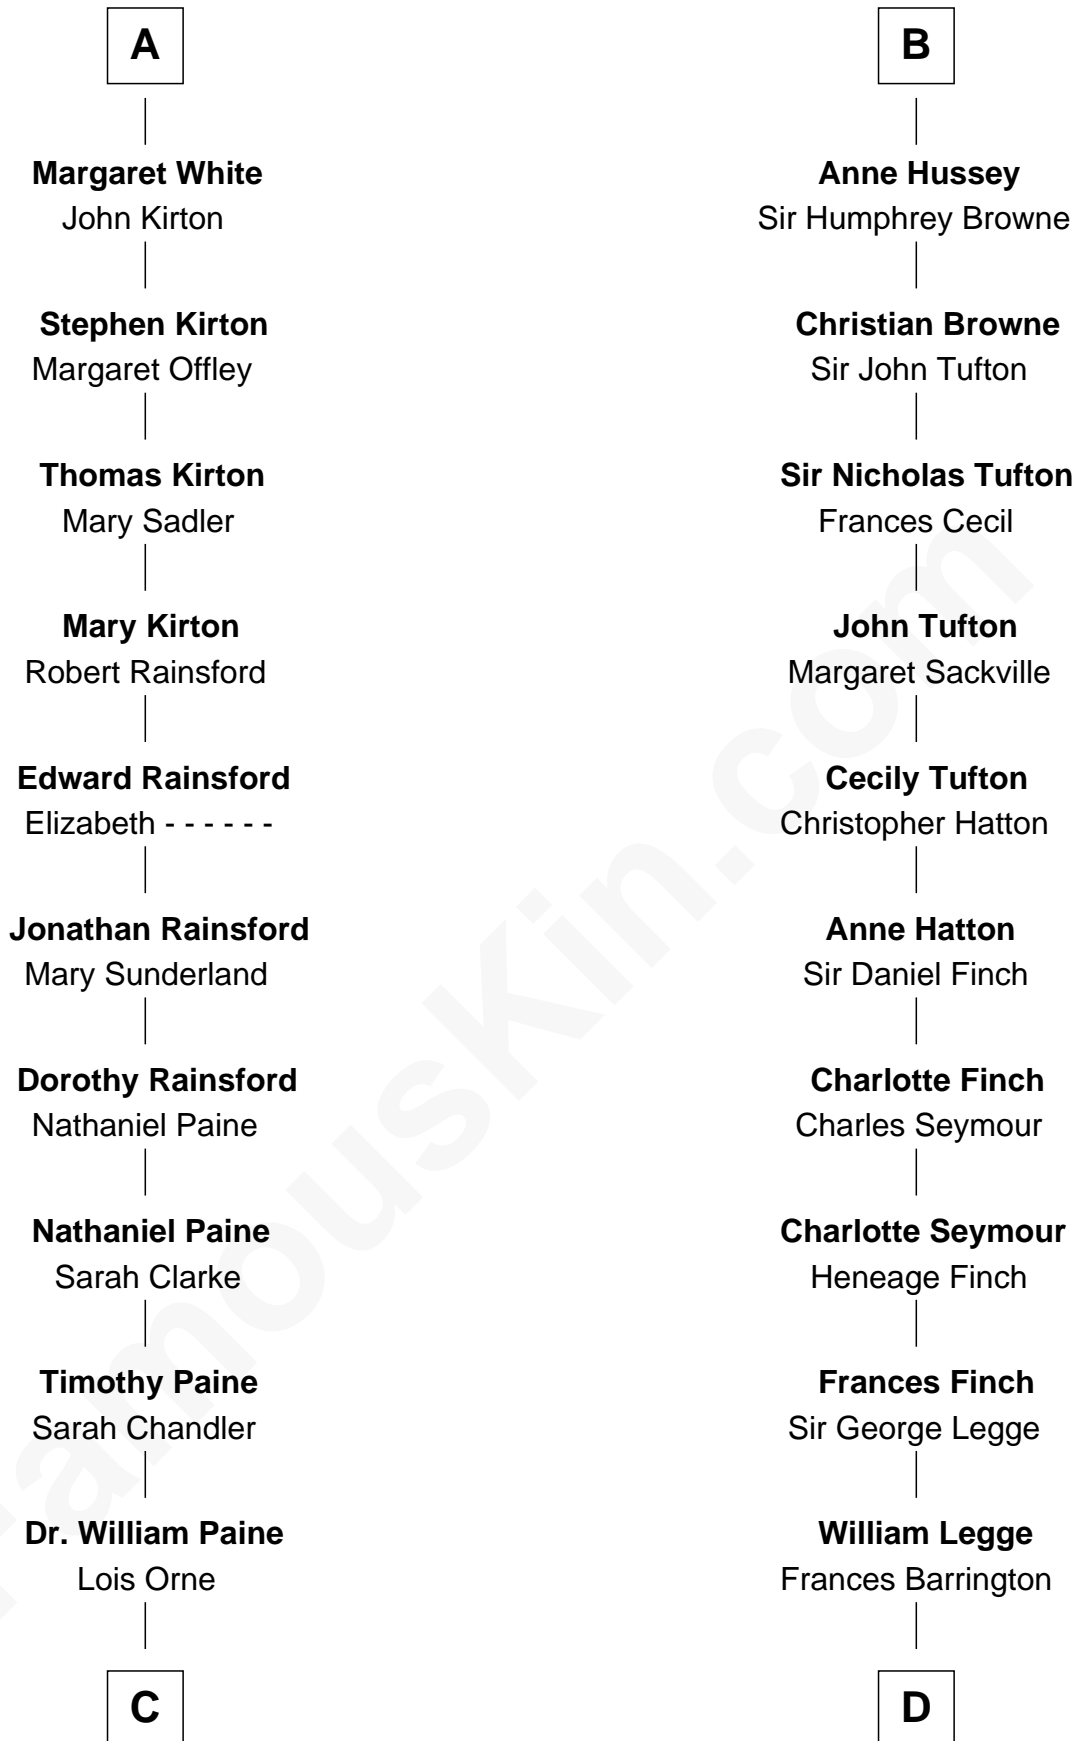 A
Margaret White
John Kirton
Stephen Kirton
Margaret Offley
Thomas Kirton
Mary Sadler
Mary Kirton
Robert Rainsford
Edward Rainsford
Elizabeth - - - - - -
Jonathan Rainsford
Mary Sunderland
Dorothy Rainsford
Nathaniel Paine
Nathaniel Paine
Sarah Clarke
Timothy Paine
Sarah Chandler
Dr. William Paine
Lois Orne
C
B
Anne Hussey
Sir Humphrey Browne
Christian Browne
Sir John Tufton
Sir Nicholas Tufton
Frances Cecil
John Tufton
Margaret Sackville
Cecily Tufton
Christopher Hatton
Anne Hatton
Sir Daniel Finch
Charlotte Finch
Charles Seymour
Charlotte Seymour
Heneage Finch
Frances Finch
Sir George Legge
William Legge
Frances Barrington
D
FamousKin.com